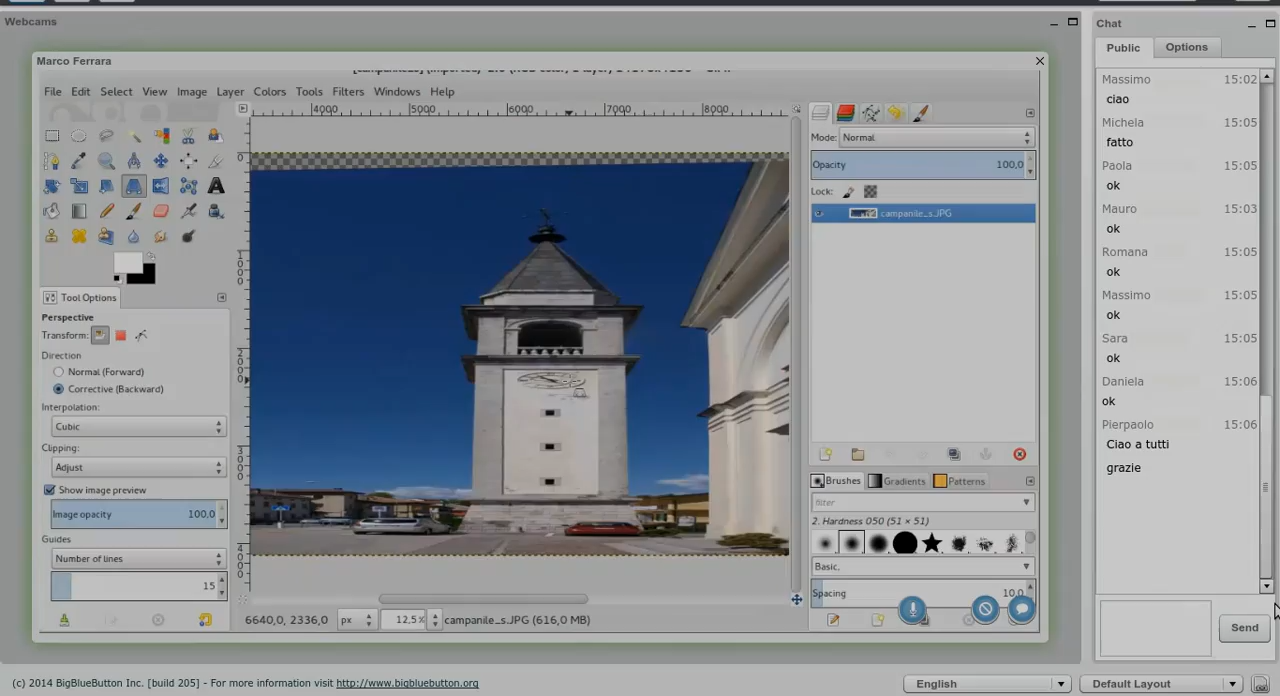 Webcams
Marco Ferrara
File Edit Select View Image Layer Colors Tools Filters Windows Help
4000 5000 6000 7000 8000
0
1000
2000
3000
4000
Tool Options
Perspective
Transform:
Direction
Normal (Forward)
Corrective (Backward)
Interpolation:
Cubic
Clipping:
Adjust
Show image preview
Image opacity 100,0
Guides
Number of lines
15
6640,0, 2336,0 px 12,5% campanile_s.JPG (616,0 MB)
Mode: Normal
Opacity 100,0
Lock:
campanile_s.JPG
Brushes Gradients Patterns
filter
2. Hardness 050 (51 × 51)
Basic,
Spacing 10,0
Chat
Public Options
Massimo 15:02
ciao
Michela 15:05
fatto
Paola 15:05
ok
Mauro 15:03
ok
Romana 15:05
ok
Massimo 15:05
ok
Sara 15:05
ok
Daniela 15:06
ok
Pierpaolo 15:06
Ciao a tutti
grazie
Send
(c) 2014 BigBlueButton Inc. [build 205] - For more information visit http://www.bigbluebutton.org
English
Default Layout